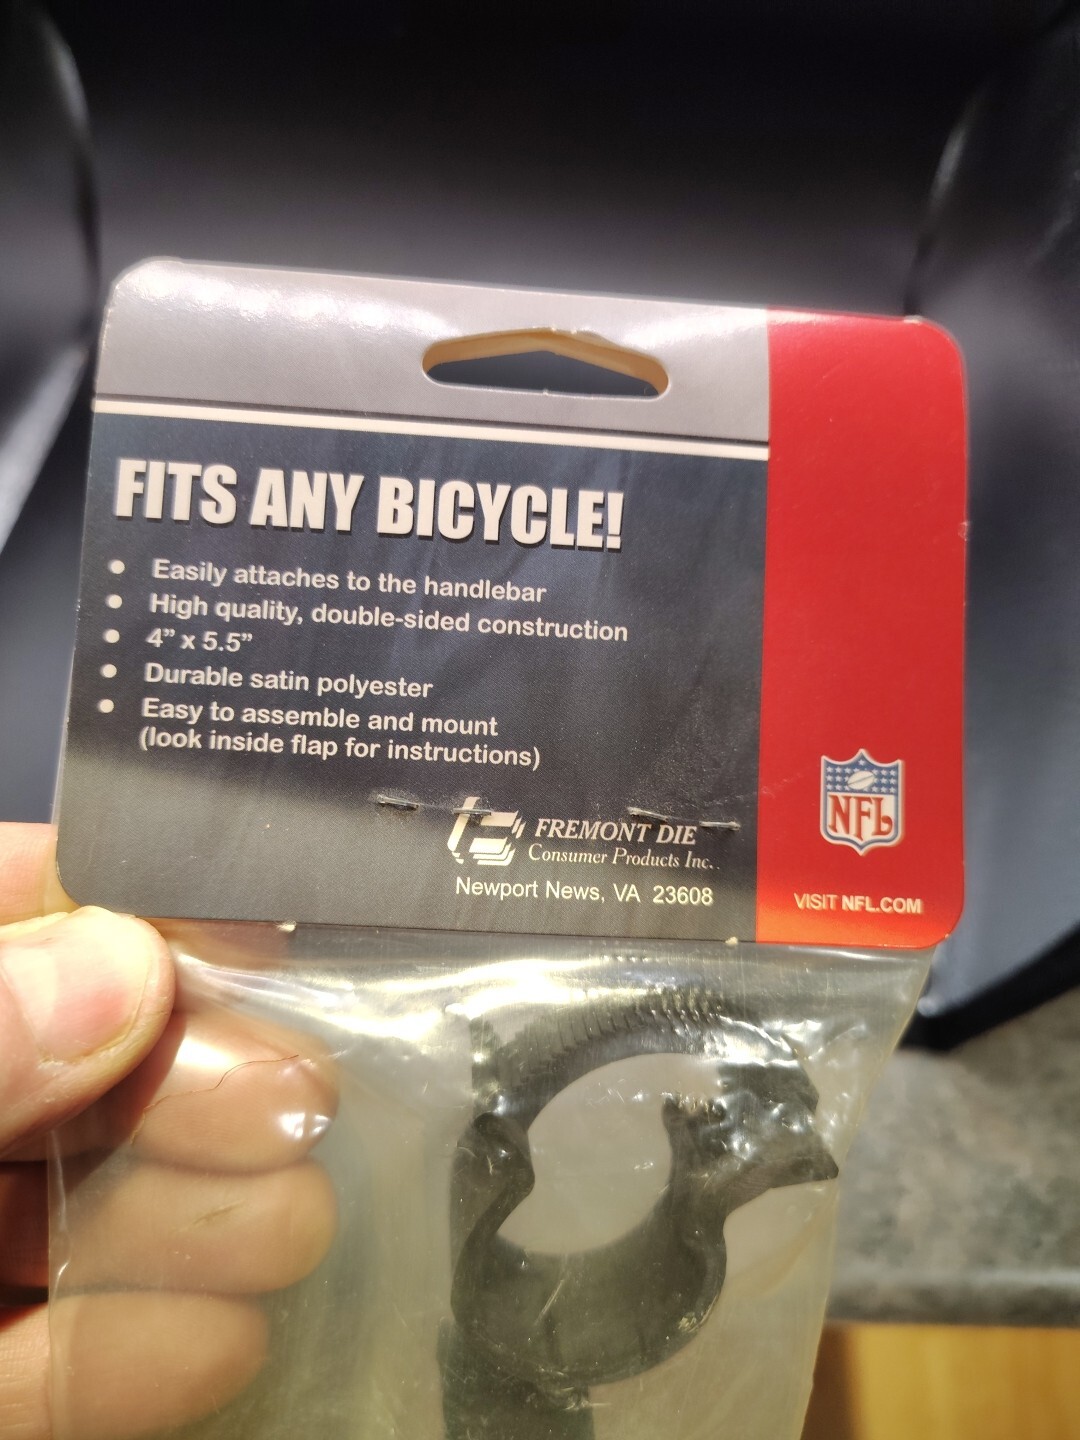 FITS ANY BICYCLE!
• Easily attaches to the handlebar
• High quality, double-sided construction
• 4” x 5.5”
• Durable satin polyester
• Easy to assemble and mount
(look inside flap for instructions)
FREMONT DIE
Consumer Products Inc.
Newport News, VA 23608
NFL
VISIT NFL.COM